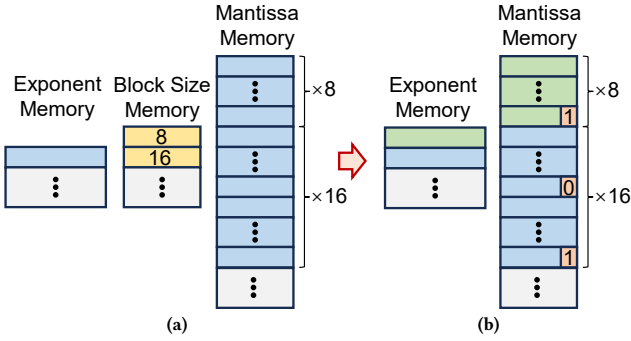 Mantissa
Memory
Exponent
Memory
Block Size
Memory
8
16
×8
×16
(a)
Mantissa
Memory
Exponent
Memory
1
0
1
×8
×16
(b)